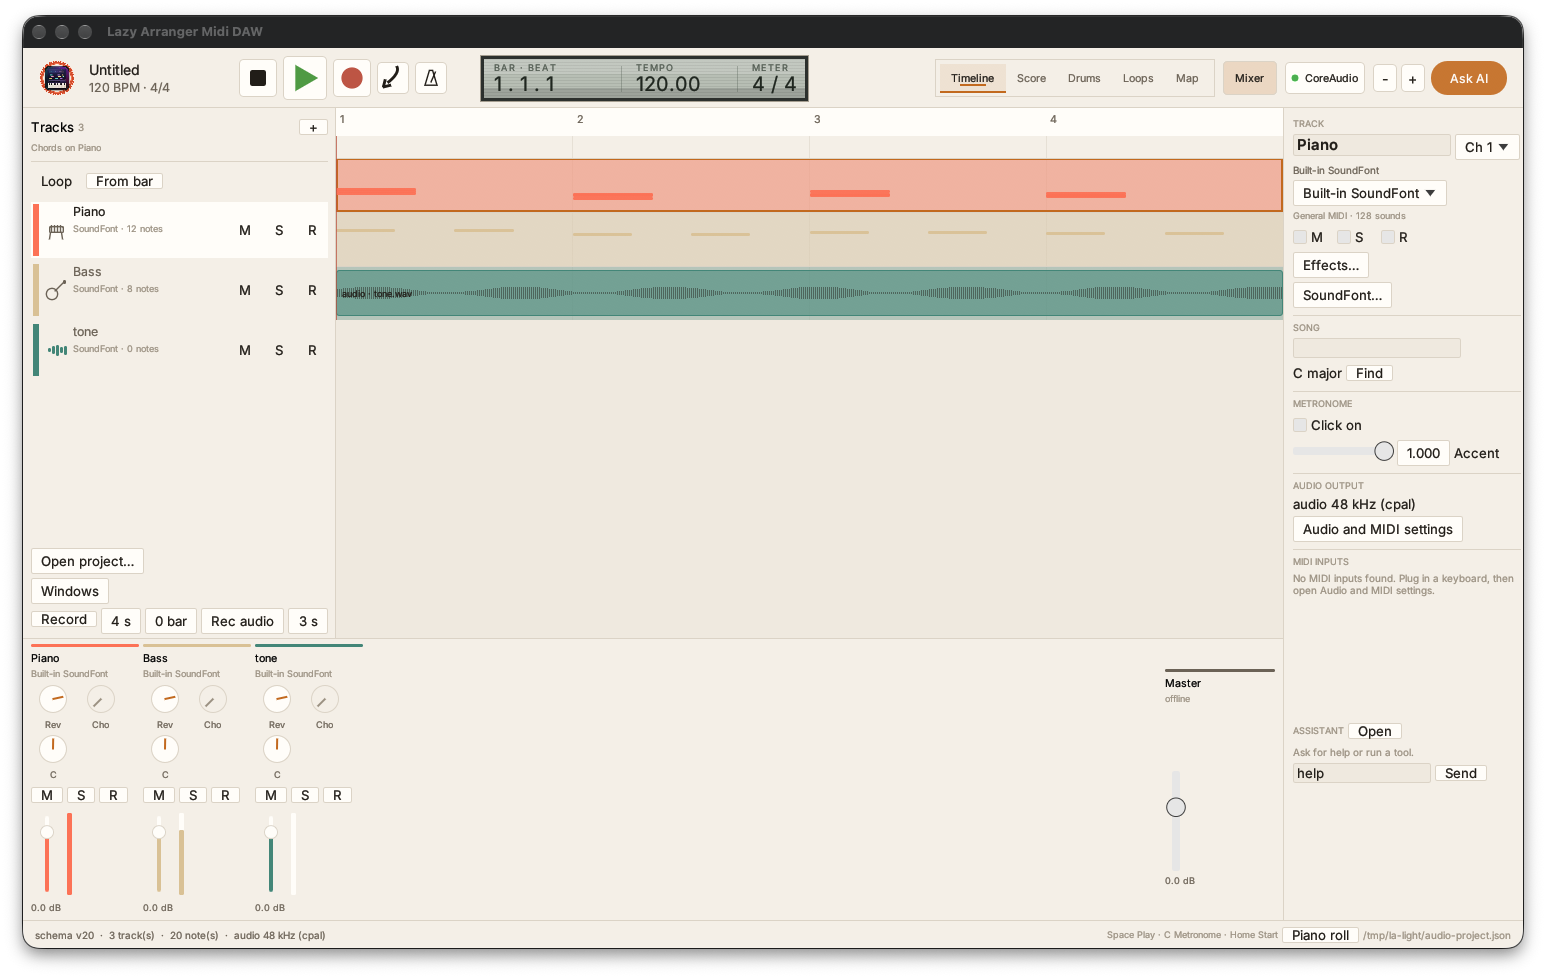 Lazy Arranger Midi DAW
Untitled
120 BPM · 4/4
BAR · BEAT
1 . 1 . 1
TEMPO
120.00
METER
4 / 4
Timeline
Score
Drums
Loops
Map
Mixer
CoreAudio
-
+
Ask AI
Tracks 3
+
Chords on Piano
Loop
From bar
Piano
SoundFont · 12 notes
M S R
Bass
SoundFont · 8 notes
M S R
tone
SoundFont · 0 notes
M S R
Open project...
Windows
Record
4 s
0 bar
Rec audio
3 s
1 2 3 4
audio · tone.wav
TRACK
Piano
Ch 1
Built-in SoundFont
Built-in SoundFont
General MIDI · 128 sounds
M S R
Effects...
SoundFont...
SONG
C major
Find
METRONOME
Click on
1.000
Accent
AUDIO OUTPUT
audio 48 kHz (cpal)
Audio and MIDI settings
MIDI INPUTS
No MIDI inputs found. Plug in a keyboard, then
open Audio and MIDI settings.
ASSISTANT
Open
Ask for help or run a tool.
help
Send
Piano
Built-in SoundFont
Rev Cho
C
M S R
0.0 dB
Bass
Built-in SoundFont
Rev Cho
C
M S R
0.0 dB
tone
Built-in SoundFont
Rev Cho
C
M S R
0.0 dB
Master
offline
0.0 dB
schema v20 · 3 track(s) · 20 note(s) · audio 48 kHz (cpal)
Space Play · C Metronome · Home Start
Piano roll
/tmp/la-light/audio-project.json